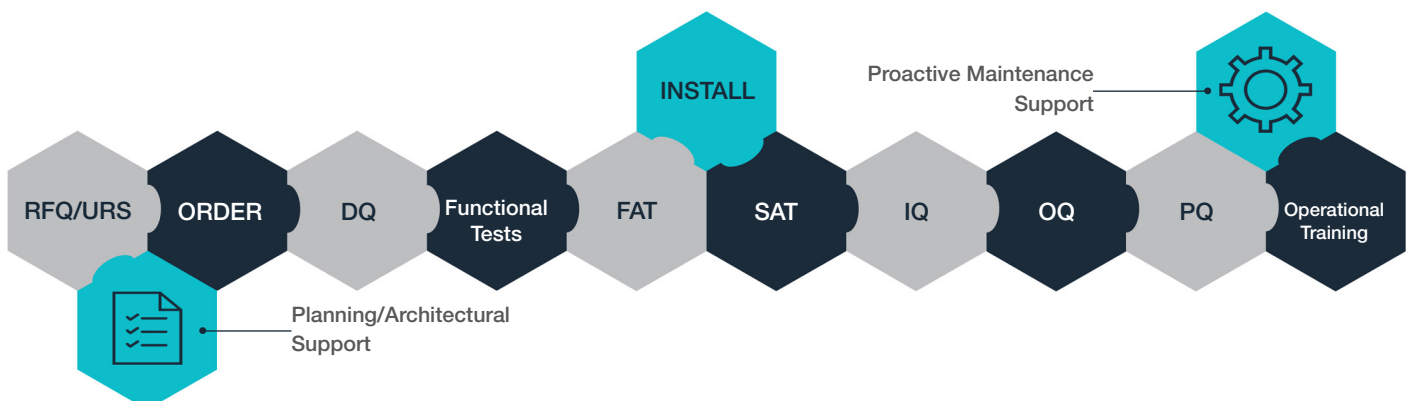 INSTALL
Proactive Maintenance
Support
RFQ/URS
ORDER
DQ
Functional
Tests
FAT
SAT
IQ
OQ
PQ
Operational
Training
Planning/Architectural
Support